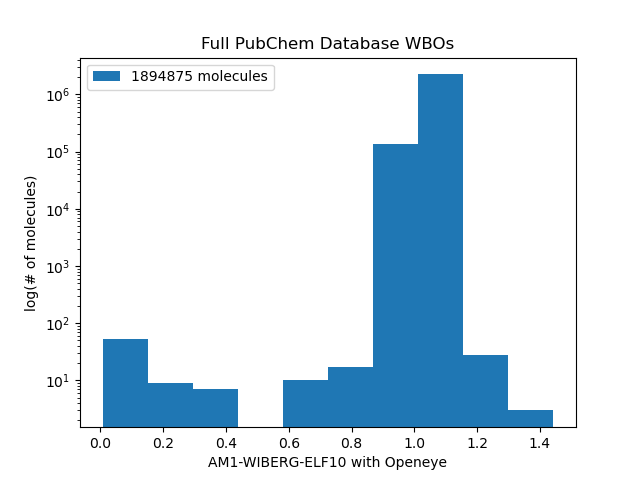 Full PubChem Database WBOs
1894875 molecules
log(# of molecules)
10^6
10^5
10^4
10^3
10^2
10^1
0.0 0.2 0.4 0.6 0.8 1.0 1.2 1.4
AM1-WIBERG-ELF10 with Openeye